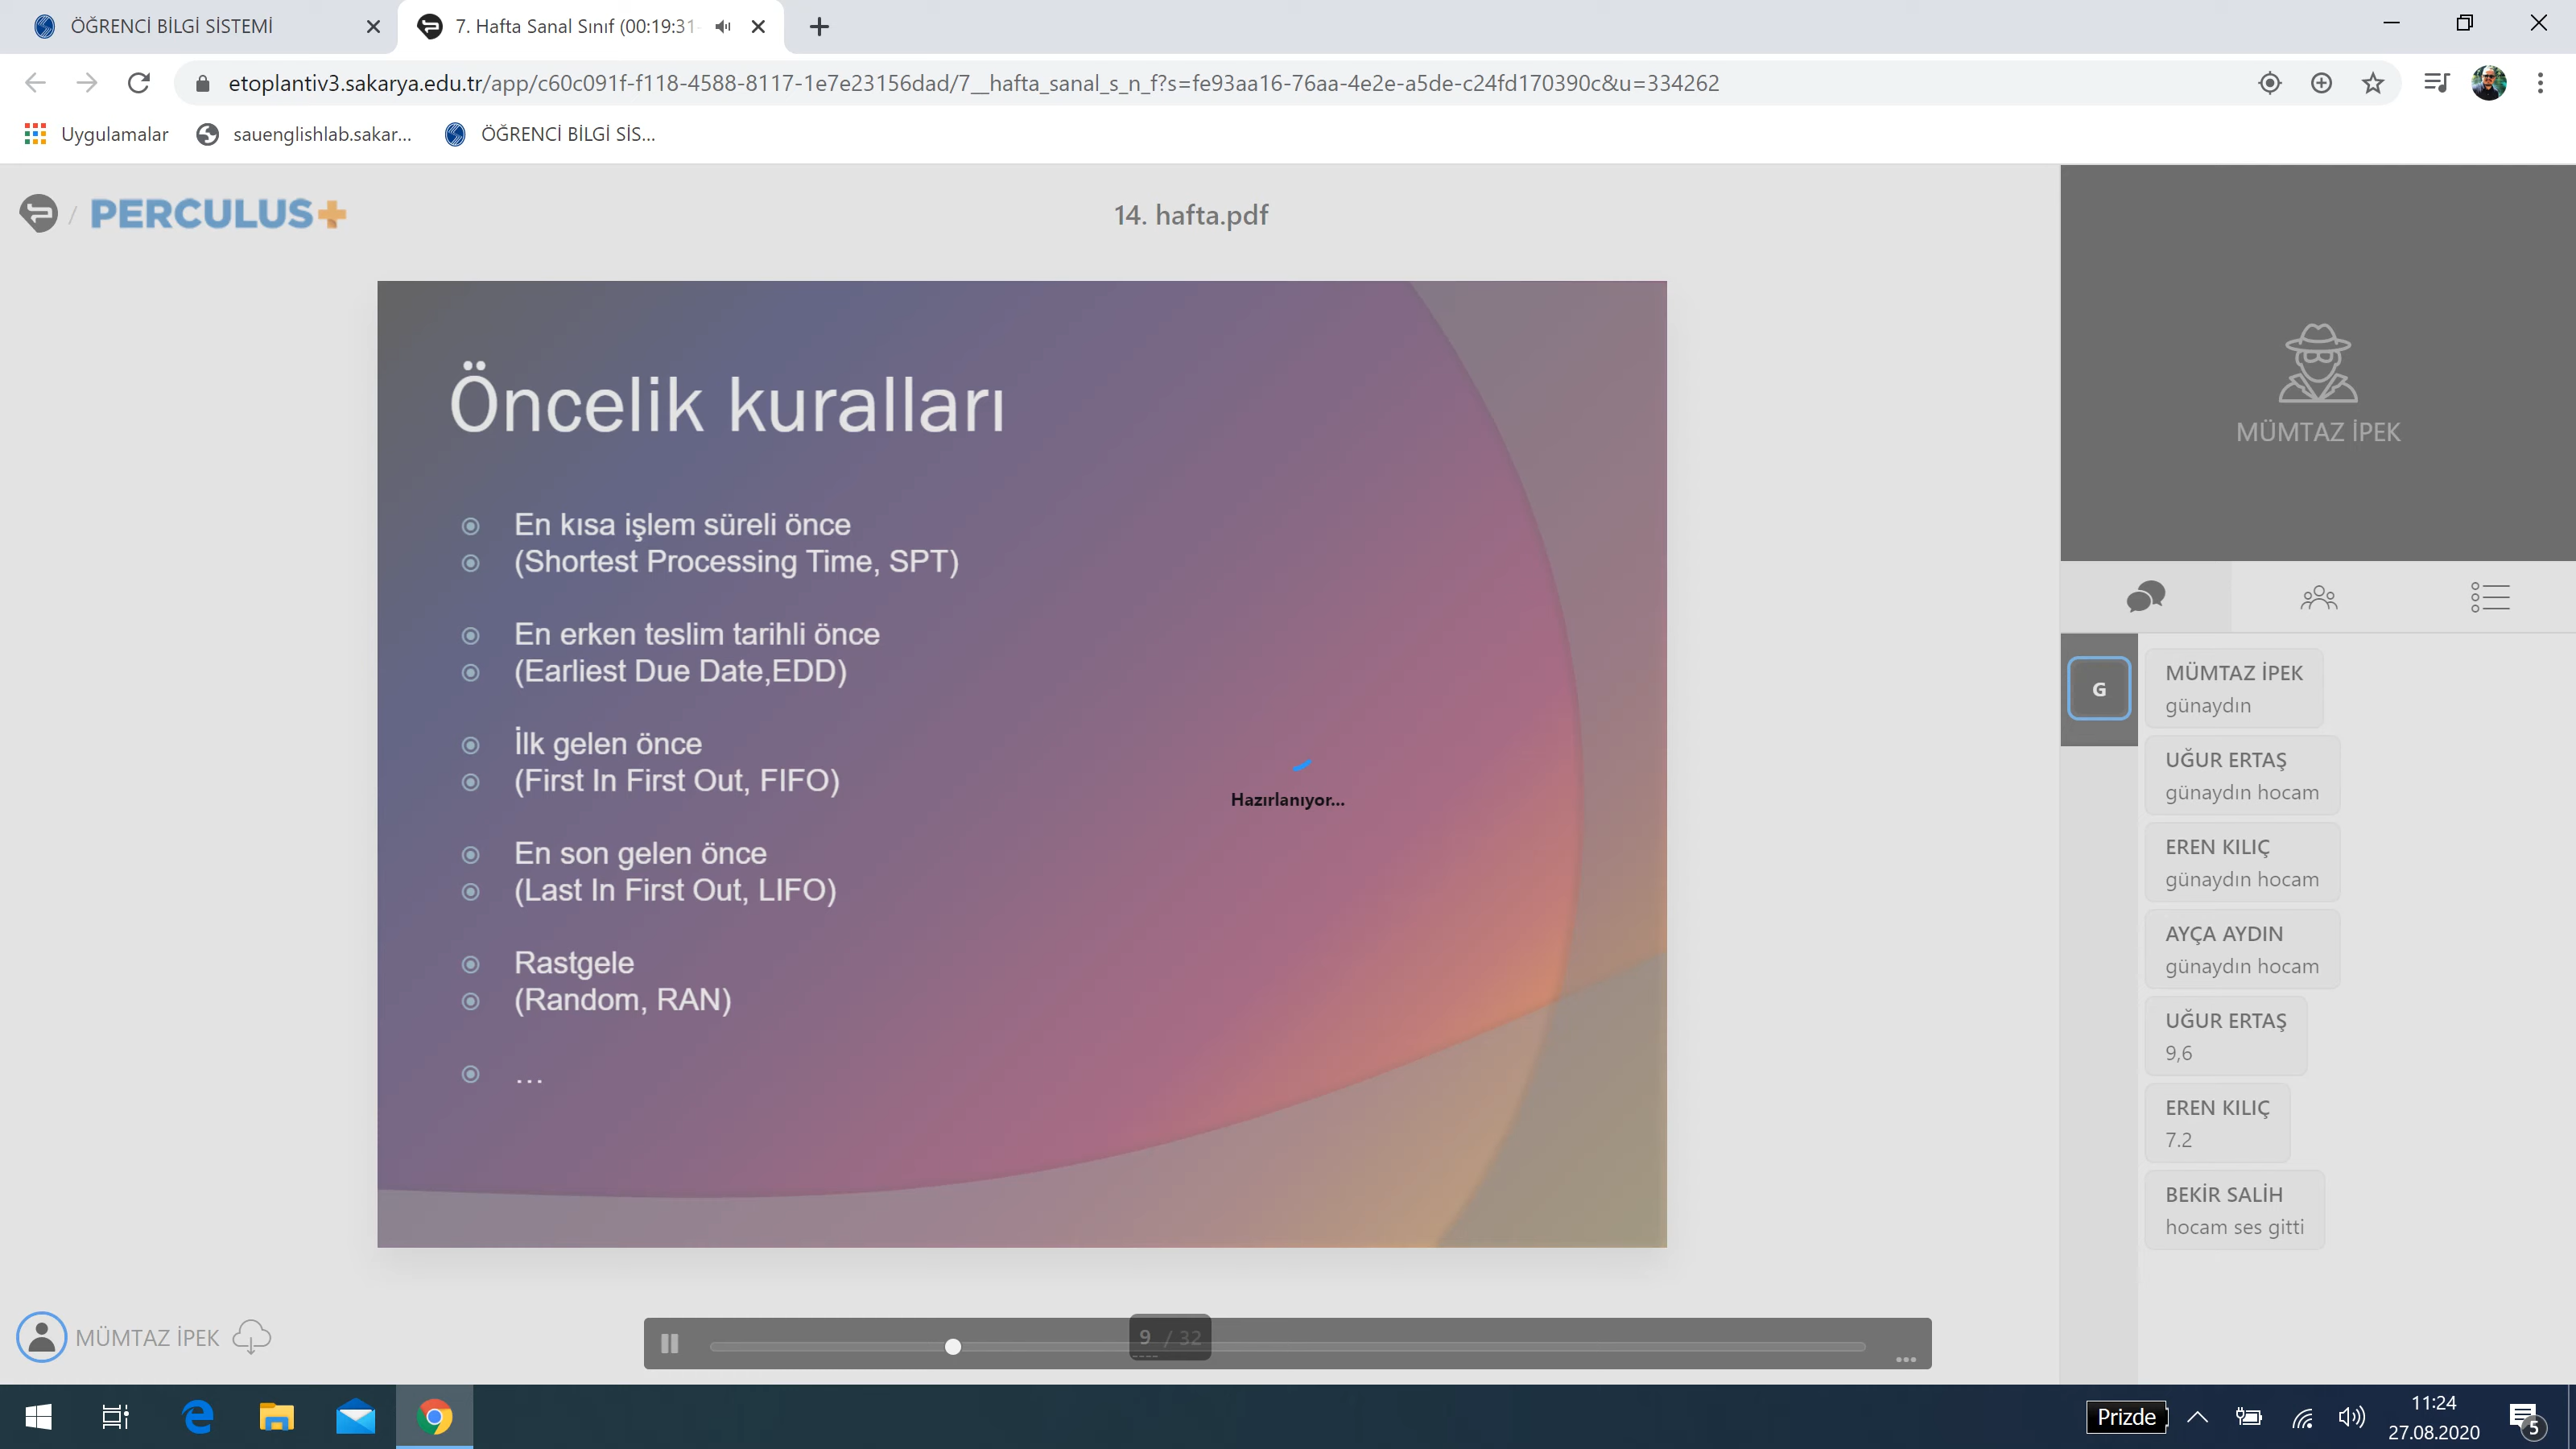 ÖĞRENCİ BİLGİ SİSTEMİ
7. Hafta Sanal Sınıf (00:19:31
etoplantiv3.sakarya.edu.tr/app/c60c091f-f118-4588-8117-1e7e23156dad/7__hafta_sanal_s_n_f?s=fe93aa16-76aa-4e2e-a5de-c24fd170390c&u=334262
Uygulamalar
sauenglishlab.sakar...
ÖĞRENCİ BİLGİ SİS...
/ PERCULUS+
14. hafta.pdf
Öncelik kuralları
En kısa işlem süreli önce
(Shortest Processing Time, SPT)
En erken teslim tarihli önce
(Earliest Due Date,EDD)
İlk gelen önce
(First In First Out, FIFO)
En son gelen önce
(Last In First Out, LIFO)
Rastgele
(Random, RAN)
...
Hazırlanıyor...
MÜMTAZ İPEK
G
MÜMTAZ İPEK
günaydın
UĞUR ERTAŞ
günaydın hocam
EREN KILIÇ
günaydın hocam
AYÇA AYDIN
günaydın hocam
UĞUR ERTAŞ
9,6
EREN KILIÇ
7.2
BEKİR SALİH
hocam ses gitti
MÜMTAZ İPEK
9 / 32
Prizde
11:24
27.08.2020
5